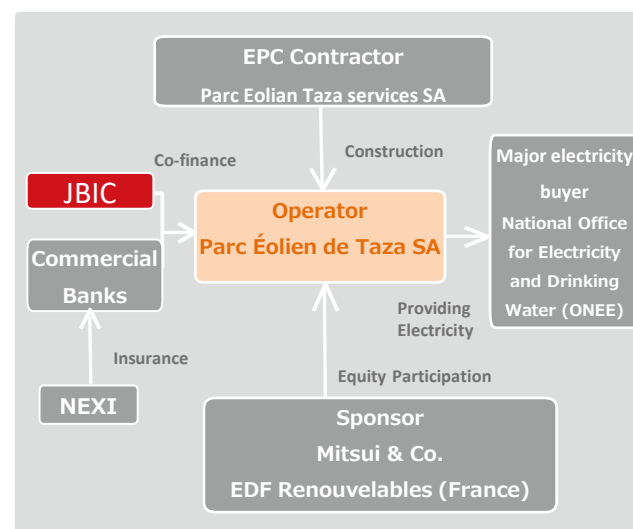 EPC Contractor
Parc Eolian Taza services SA
Co-finance
Construction
JBIC
Commercial
Banks
Operator
Parc Éolien de Taza SA
Major electricity
buyer
National Office
for Electricity
and Drinking
Water (ONEE)
Providing
Electricity
Insurance
Equity Participation
NEXI
Sponsor
Mitsui & Co.
EDF Renouvelables (France)